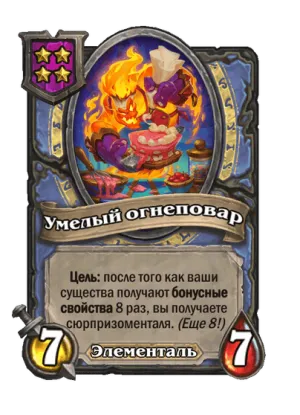 Умелый огнеповар
Цель: после того как ваши
существа получают бонусные
свойства 8 раз, вы получаете
сюрпризоменталя. (Еще 8!)
7
Элементаль
7